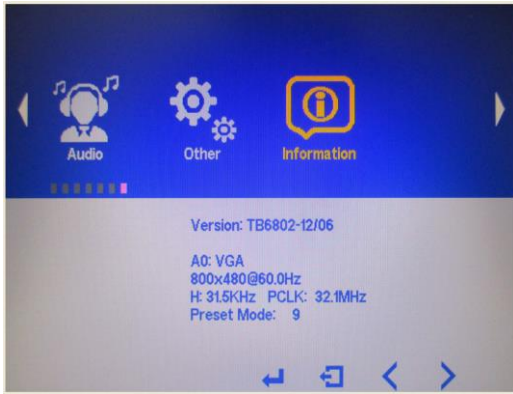 Audio
Other
Information
Version: TB6802-12/06
A0: VGA
800x480@60.0Hz
H: 31.5KHz PCLK: 32.1MHz
Preset Mode: 9